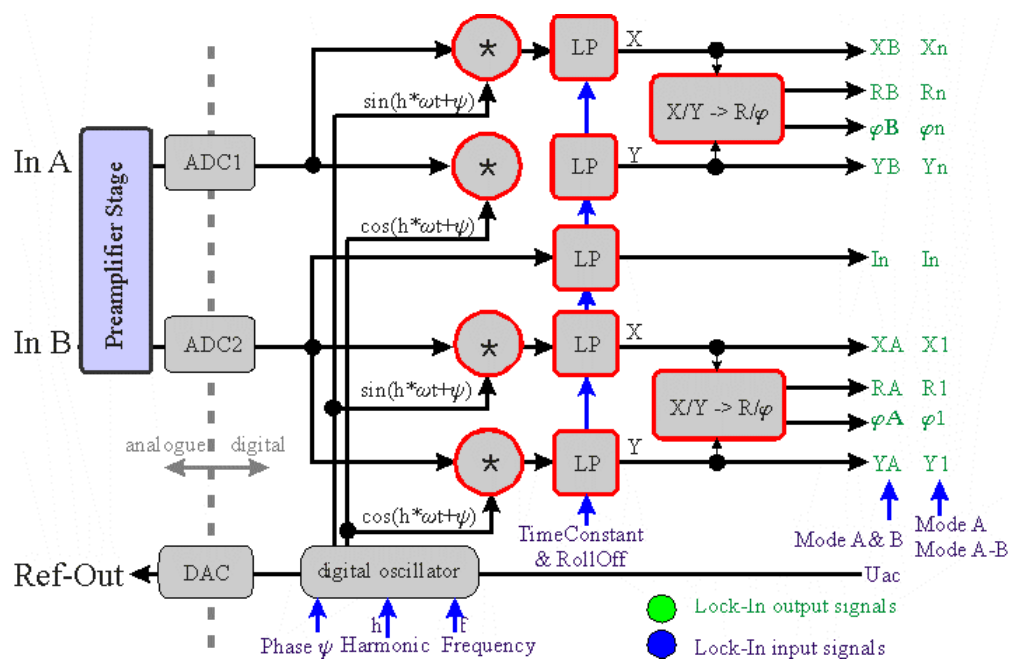 * LP X XB Xn
sin(h*ωt+ψ)
X/Y -> R/φ RB Rn
φB φn
In A Preamplifier Stage ADC1 * LP Y YB Yn
cos(h*ωt+ψ)
LP In In
In B ADC2 * LP X XA X1
sin(h*ωt+ψ)
X/Y -> R/φ RA R1
φA φ1
analogue digital
* LP Y YA Y1
cos(h*ωt+ψ)
TimeConstant
& RollOff
Mode A& B
Mode A
Mode A-B
Ref-Out DAC digital oscillator Uac
h f
Phase ψ Harmonic Frequency
Lock-In output signals
Lock-In input signals